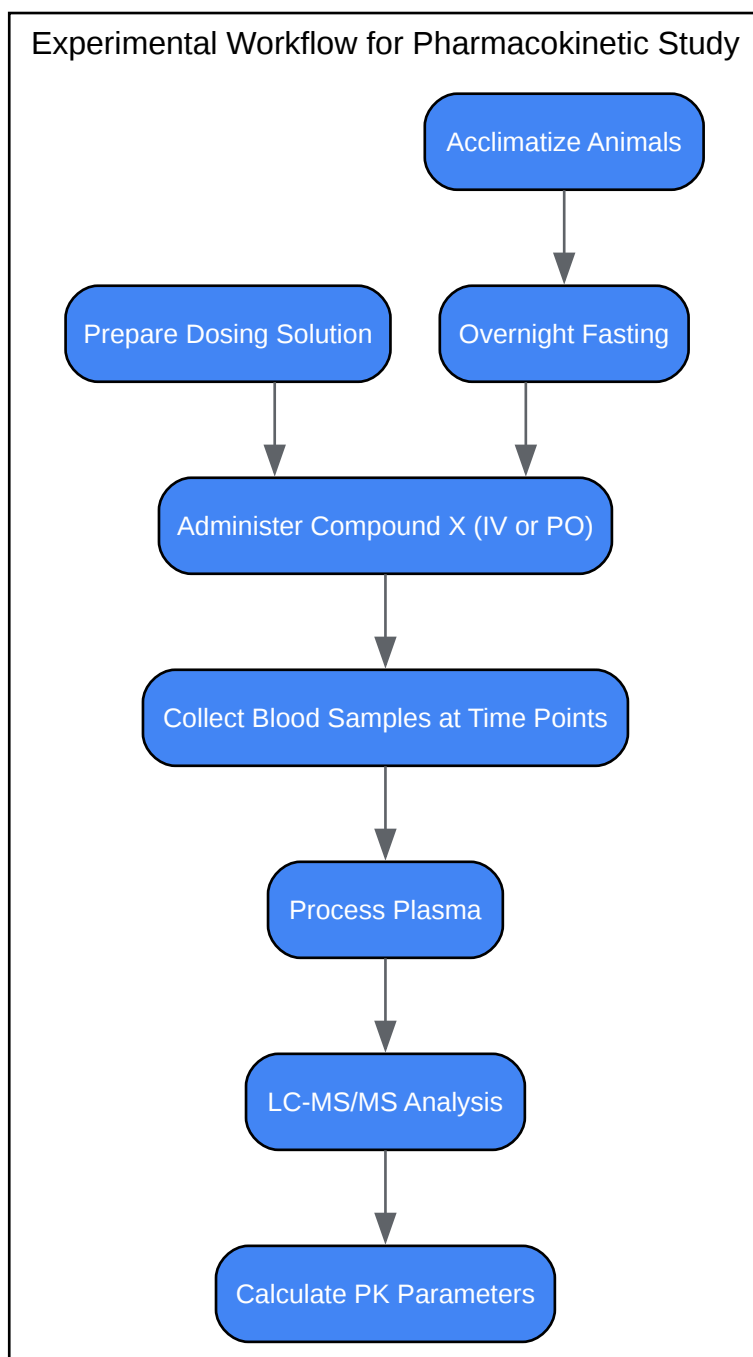 Experimental Workflow for Pharmacokinetic Study
Acclimatize Animals
Prepare Dosing Solution
Overnight Fasting
Administer Compound X (IV or PO)
Collect Blood Samples at Time Points
Process Plasma
LC-MS/MS Analysis
Calculate PK Parameters